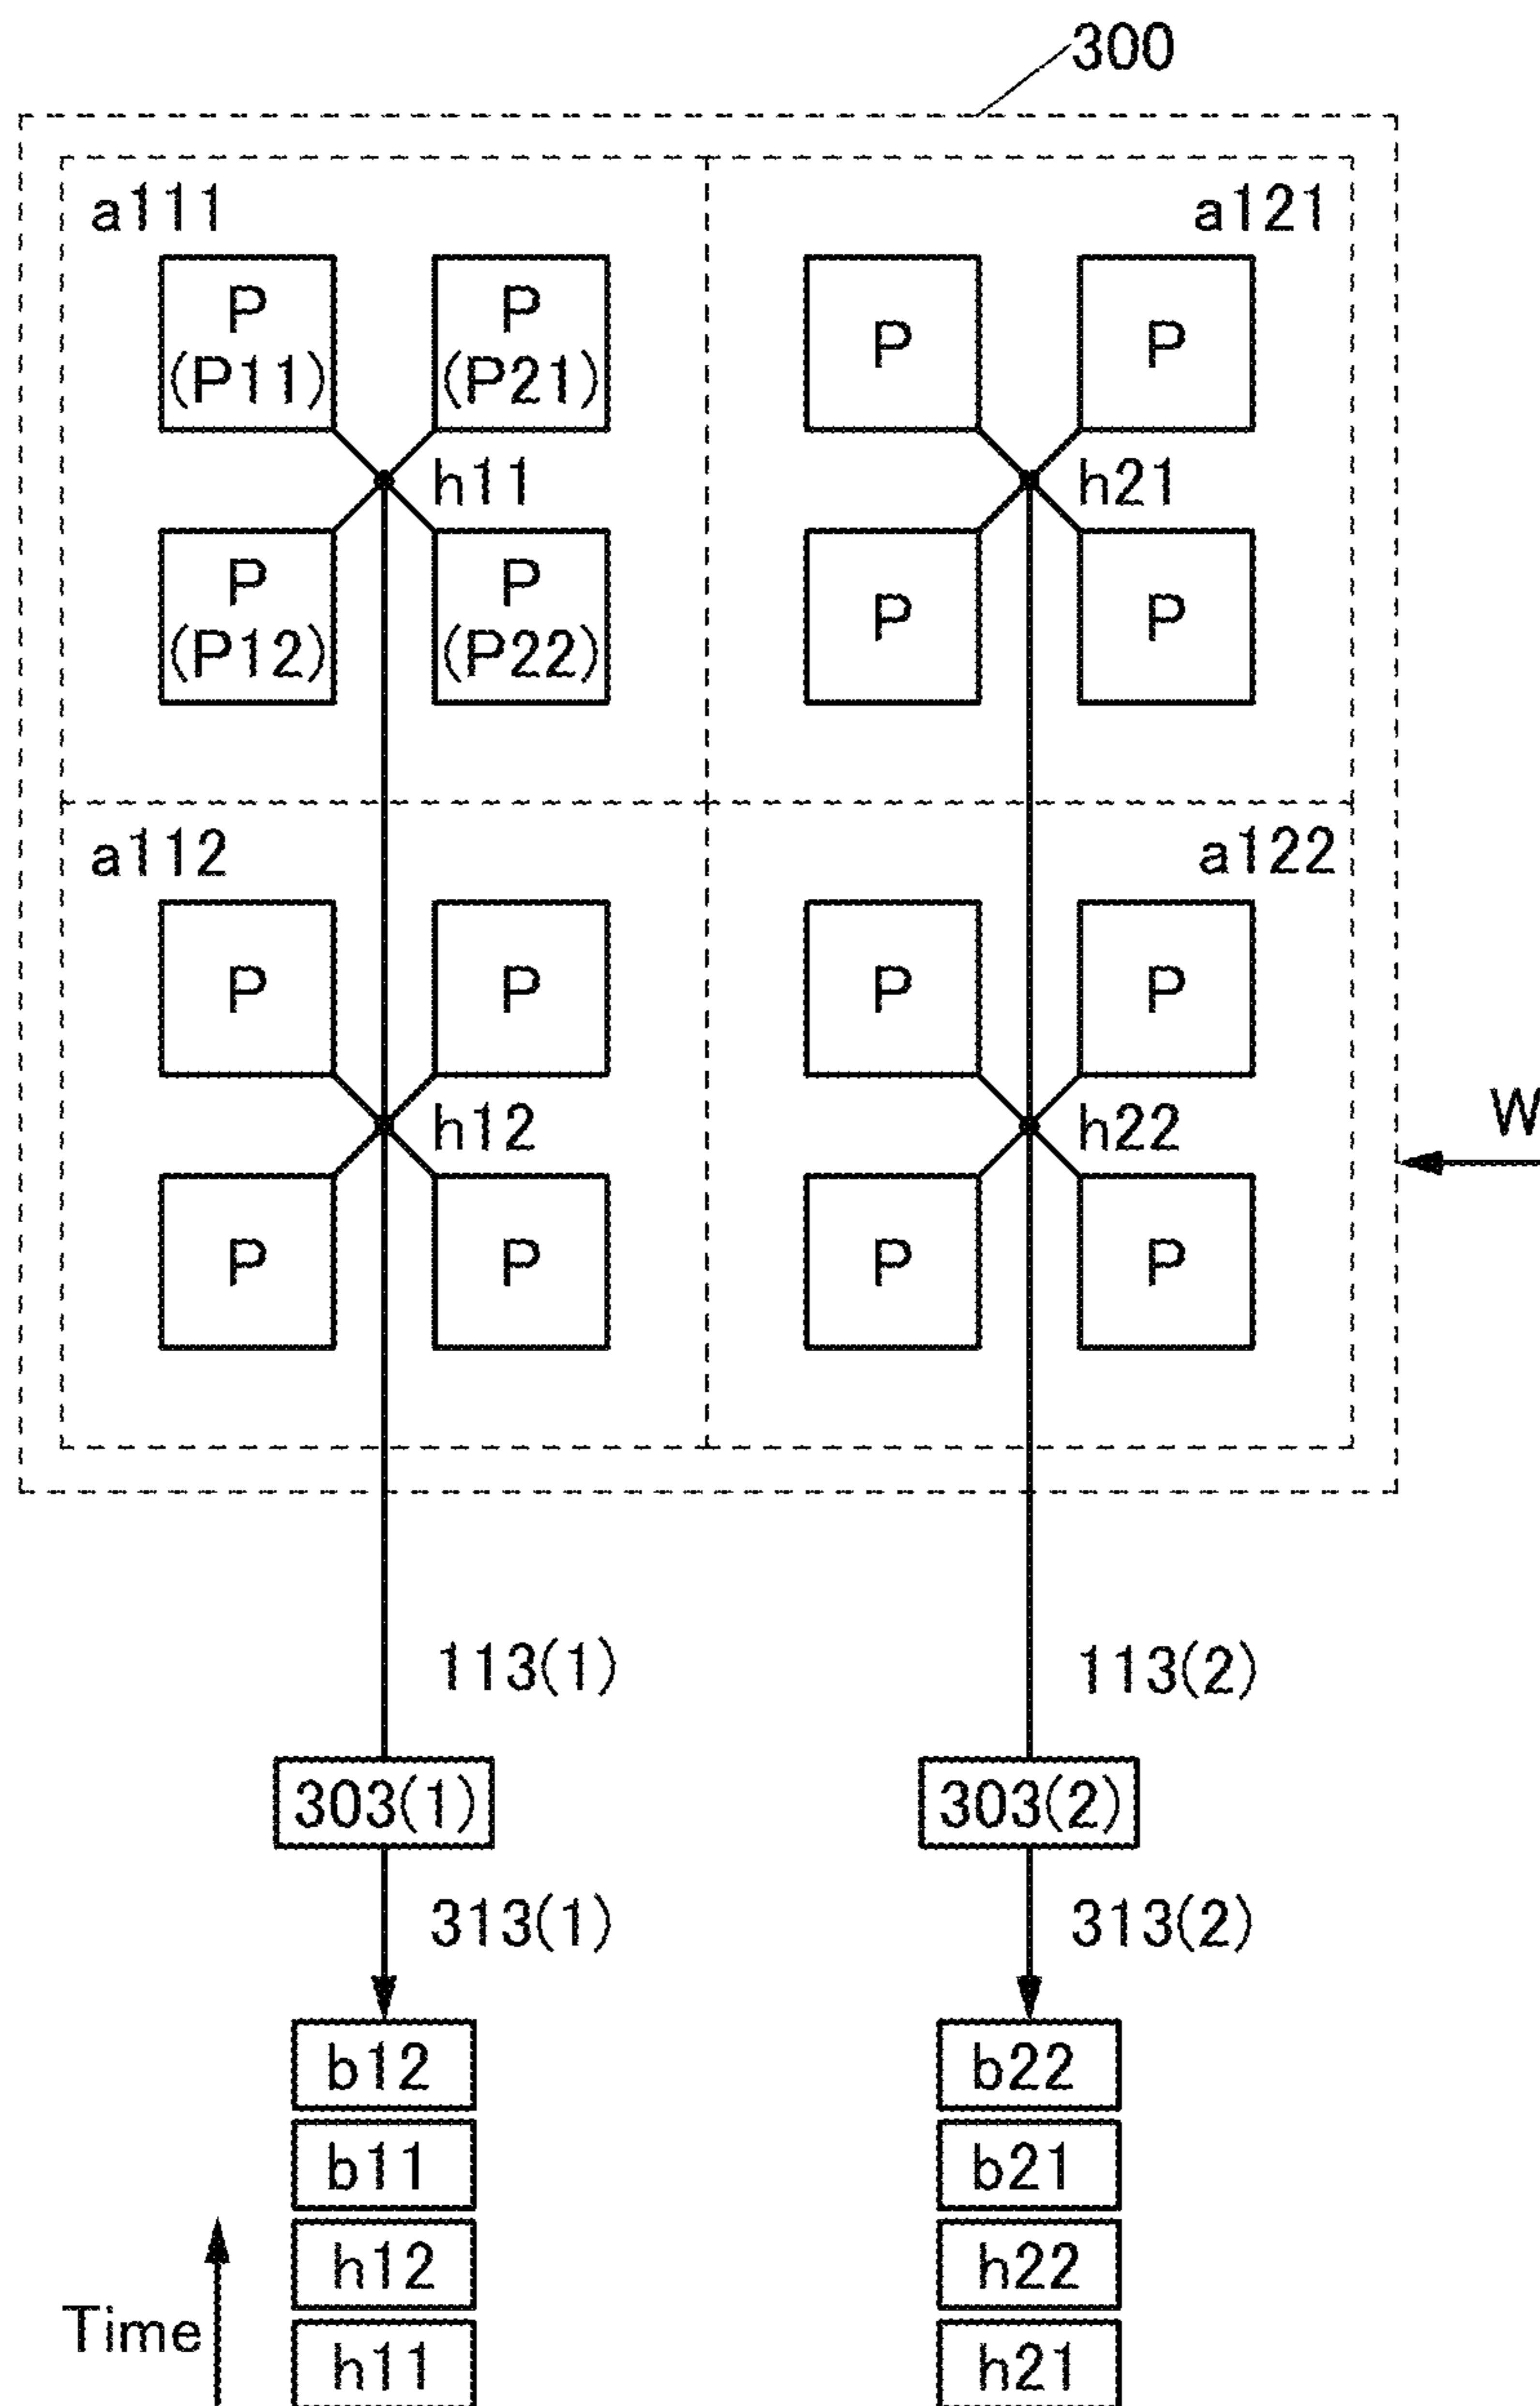 300
a111 a121
P P
(P11) (P21)
P P
h11 h21
P P
(P12) (P22)
P P
a112 a122
P P P P
h12 h22
W
P P P P
113(1) 113(2)
303(1) 303(2)
313(1) 313(2)
b12 b22
b11 b21
h12 h22
Time
h11 h21